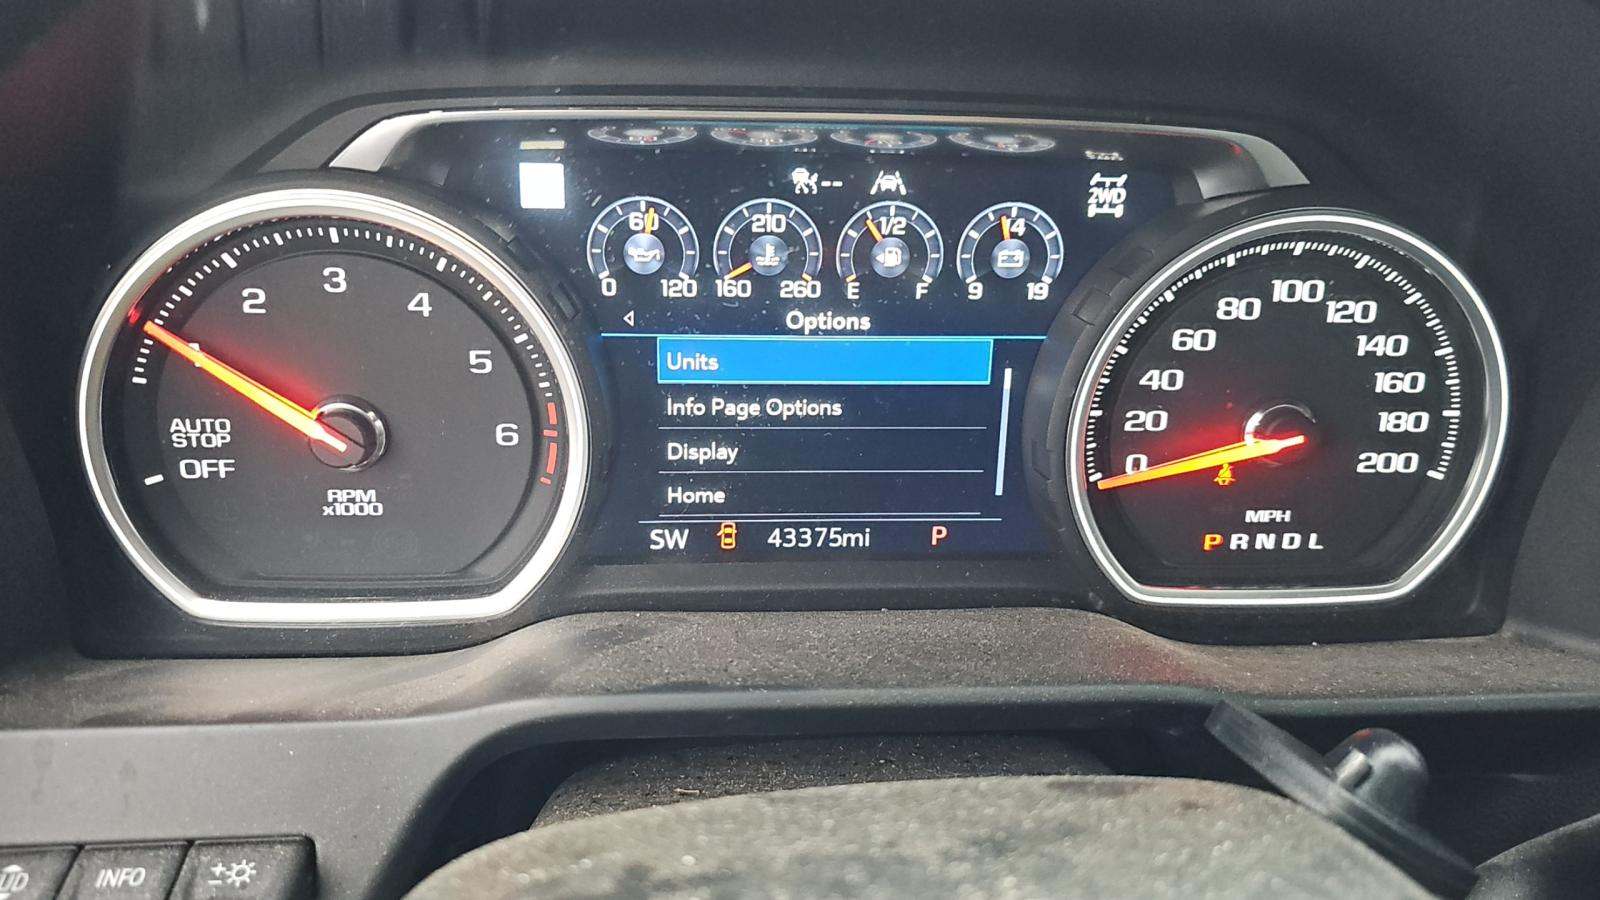 2WD
60
0 120
210
160 260
1/2
E F
14
9 19
Options
Units
Info Page Options
Display
Home
SW 43375mi P
1 2 3 4 5 6
AUTO
STOP
OFF
RPM
x1000
0 20 40 60 80 100 120 140 160 180 200
MPH
P R N D L
INFO